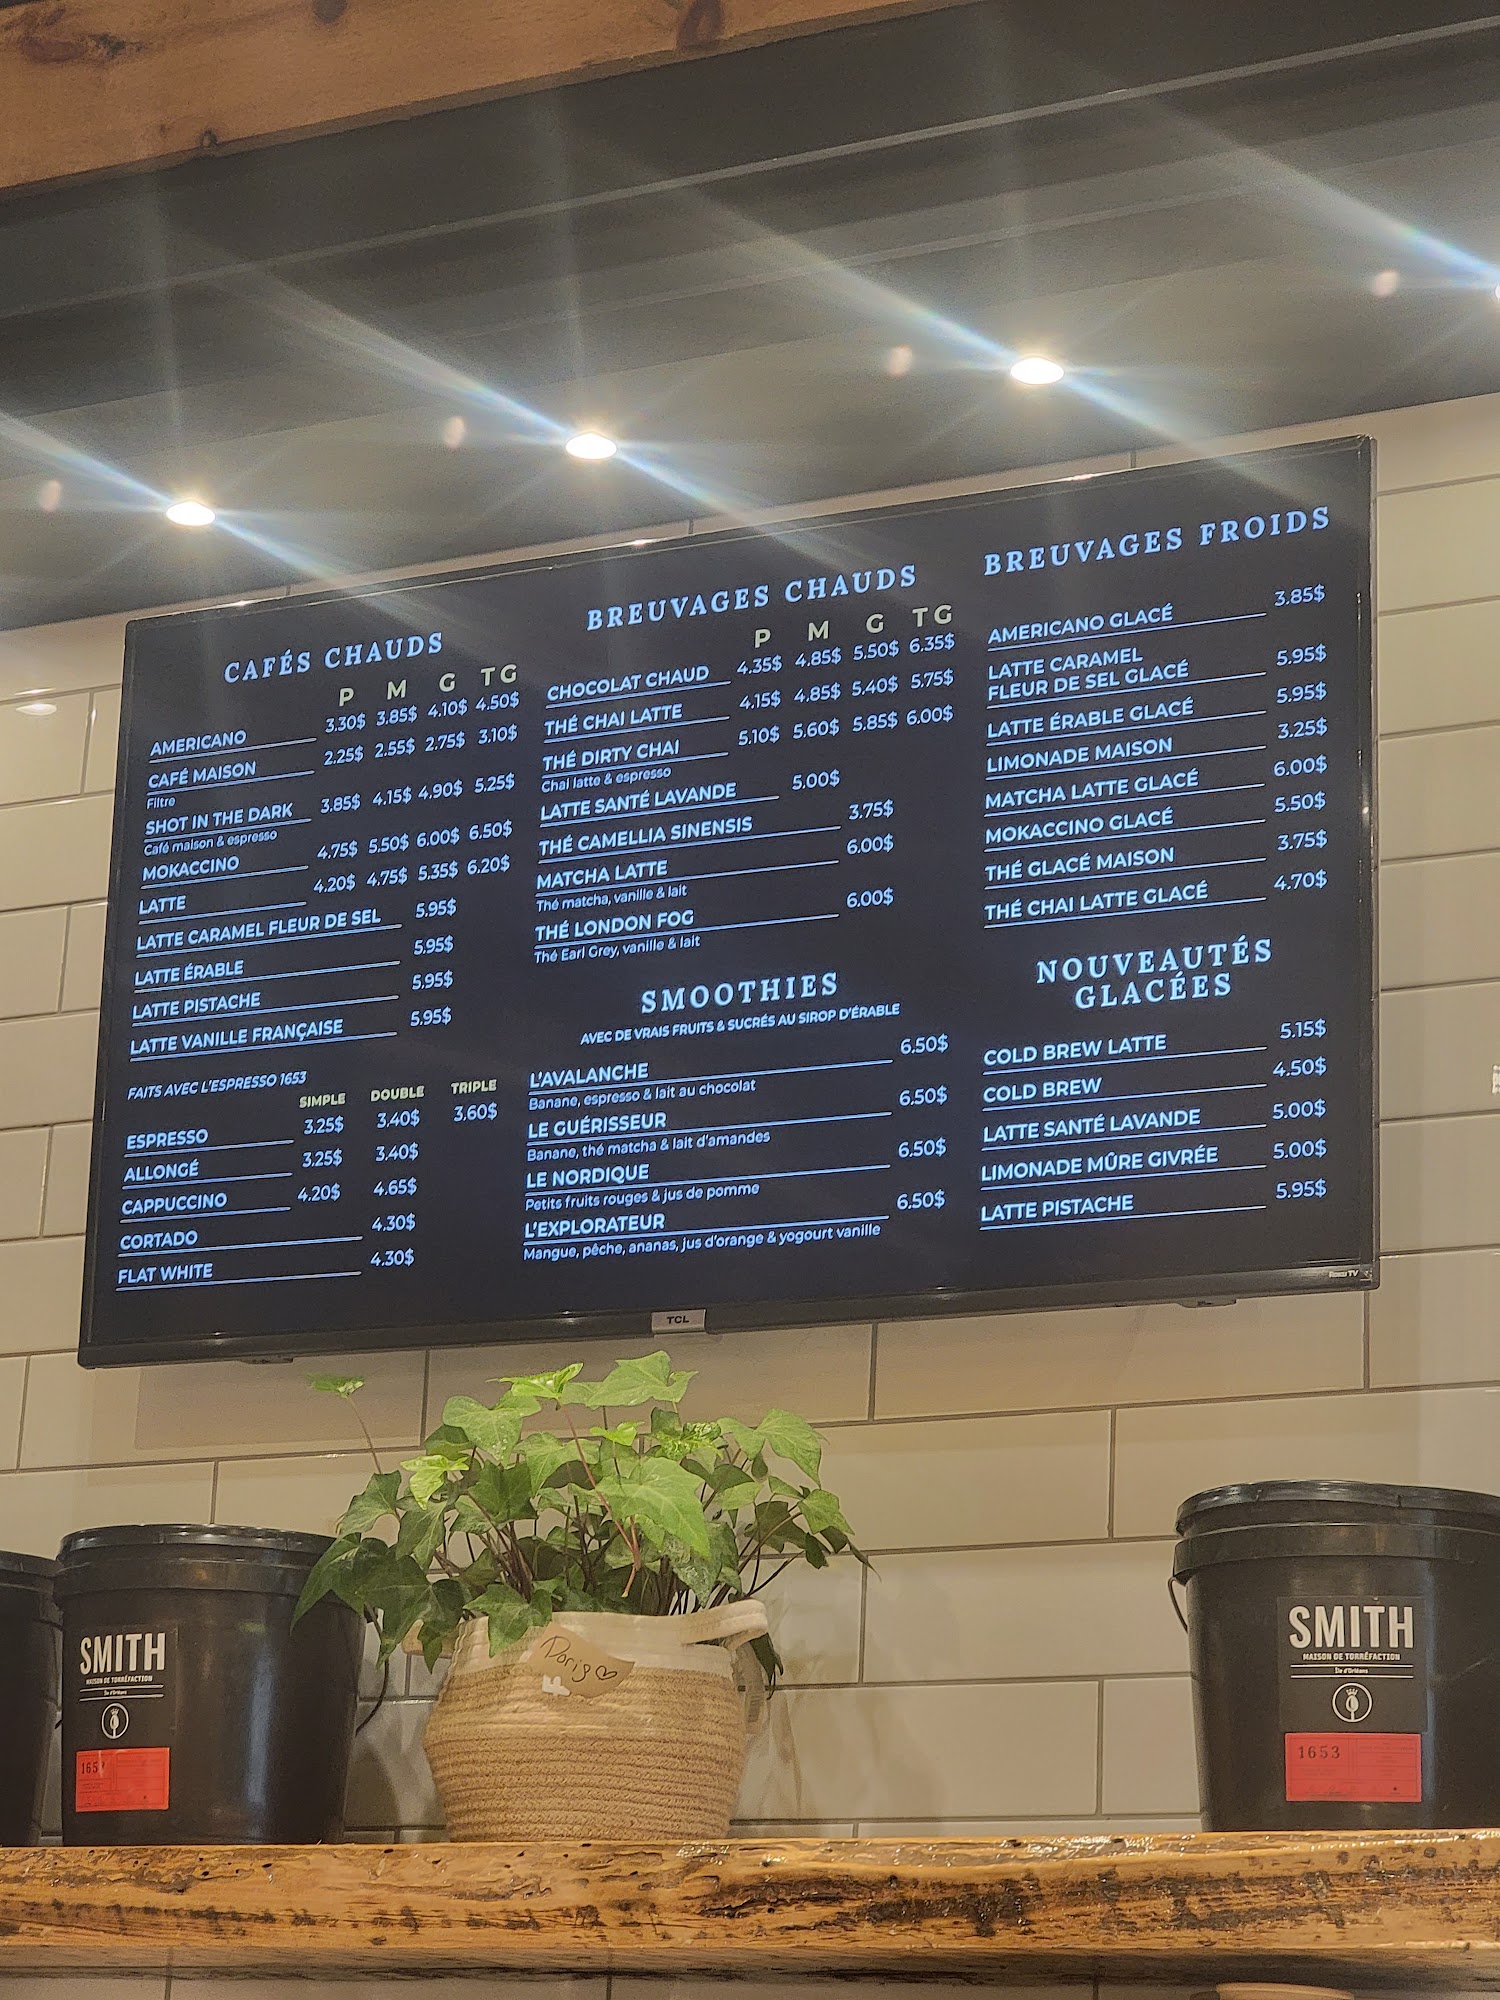 CAFÉS CHAUDS
P M G TG
AMERICANO 3.30$ 3.85$ 4.10$ 4.50$
CAFÉ MAISON 2.25$ 2.55$ 2.75$ 3.10$
Filtre
SHOT IN THE DARK 3.85$ 4.15$ 4.90$ 5.25$
Café maison & espresso
MOKACCINO 4.75$ 5.50$ 6.00$ 6.50$
LATTE 4.20$ 4.75$ 5.35$ 6.20$
LATTE CARAMEL FLEUR DE SEL 5.95$
LATTE ÉRABLE 5.95$
LATTE PISTACHE 5.95$
LATTE VANILLE FRANÇAISE 5.95$
FAITS AVEC L'ESPRESSO 1653
SIMPLE DOUBLE TRIPLE
ESPRESSO 3.25$ 3.40$ 3.60$
ALLONGÉ 3.25$ 3.40$
CAPPUCCINO 4.20$ 4.65$
CORTADO 4.30$
FLAT WHITE 4.30$
BREUVAGES CHAUDS
P M G TG
CHOCOLAT CHAUD 4.35$ 4.85$ 5.50$ 6.35$
THÉ CHAI LATTE 4.15$ 4.85$ 5.40$ 5.75$
THÉ DIRTY CHAI 5.10$ 5.60$ 5.85$ 6.00$
Chai latte & espresso
LATTE SANTÉ LAVANDE 5.00$
THÉ CAMELLIA SINENSIS 3.75$
MATCHA LATTE 6.00$
Thé matcha, vanille & lait
THÉ LONDON FOG 6.00$
Thé Earl Grey, vanille & lait
SMOOTHIES
AVEC DE VRAIS FRUITS & SUCRÉS AU SIROP D'ÉRABLE
L'AVALANCHE 6.50$
Banane, espresso & lait au chocolat
LE GUÉRISSEUR 6.50$
Banane, thé matcha & lait d'amandes
LE NORDIQUE 6.50$
Petits fruits rouges & jus de pomme
L'EXPLORATEUR 6.50$
Mangue, pêche, ananas, jus d'orange & yogourt vanille
BREUVAGES FROIDS
AMERICANO GLACÉ 3.85$
LATTE CARAMEL
FLEUR DE SEL GLACÉ 5.95$
LATTE ÉRABLE GLACÉ 5.95$
LIMONADE MAISON 3.25$
MATCHA LATTE GLACÉ 6.00$
MOKACCINO GLACÉ 5.50$
THÉ GLACÉ MAISON 3.75$
THÉ CHAI LATTE GLACÉ 4.70$
NOUVEAUTÉS
GLACÉES
COLD BREW LATTE 5.15$
COLD BREW 4.50$
LATTE SANTÉ LAVANDE 5.00$
LIMONADE MÛRE GIVRÉE 5.00$
LATTE PISTACHE 5.95$
TCL
Roku TV
SMITH
MAISON DE TORRÉFACTION
Île d'Orléans
1653
Doris
SMITH
MAISON DE TORRÉFACTION
Île d'Orléans
1653